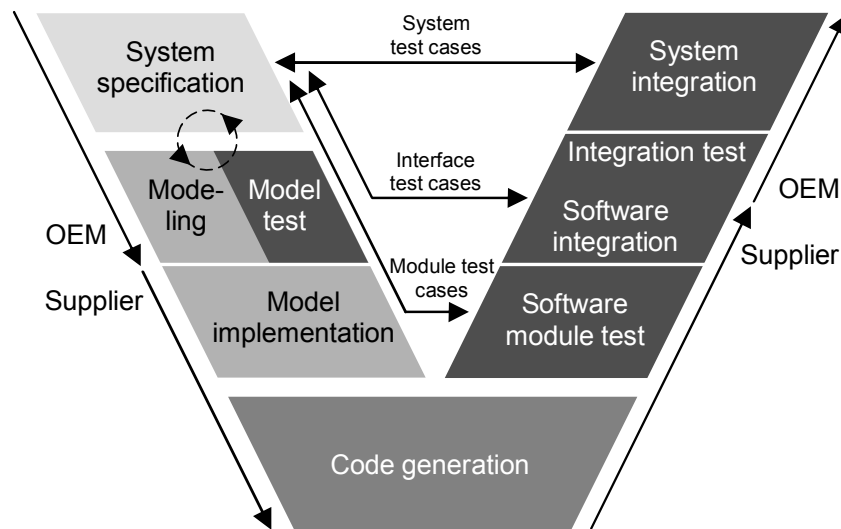 System
specification
System
test cases
System
integration
Interface
test cases
Integration test
Mode-
ling
Model
test
Software
integration
OEM
OEM
Supplier
Supplier
Module test
cases
Model
implementation
Software
module test
Code generation